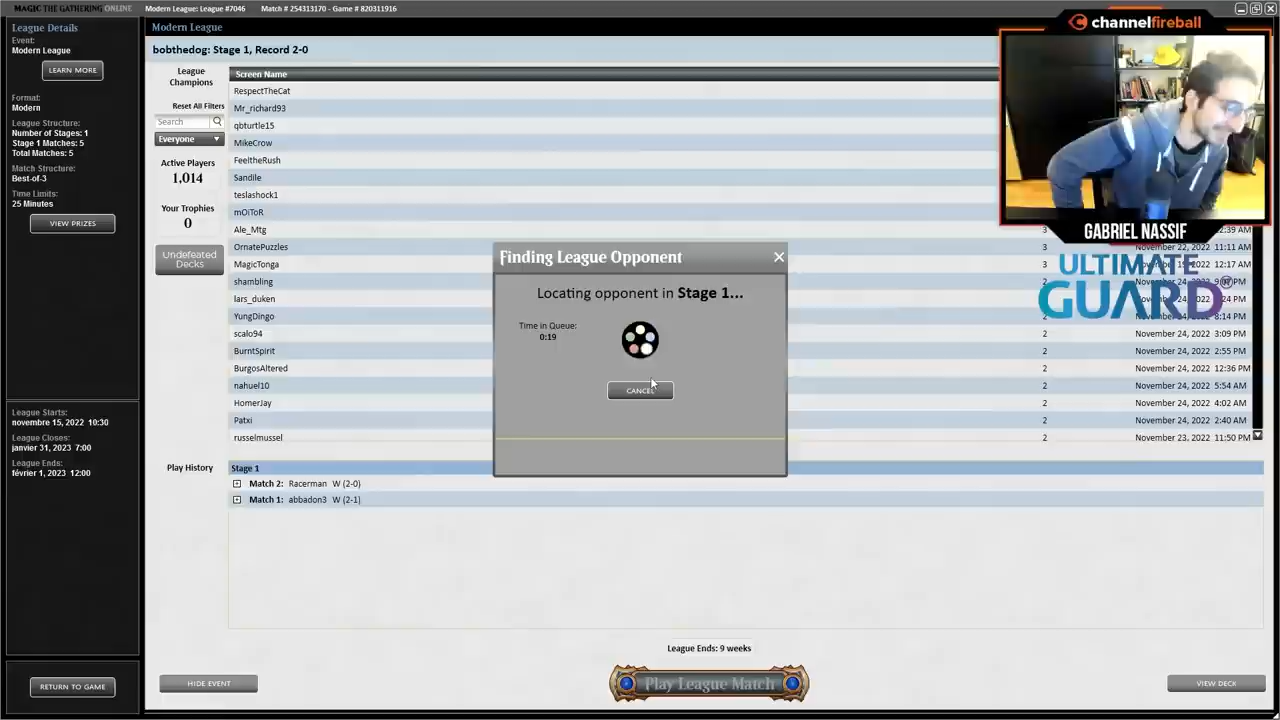 MAGIC THE GATHERING ONLINE
Modern League: League #7046
Match # 254313170 - Game # 820311916
League Details
Event:
Modern League
LEARN MORE
Format:
Modern
League Structure:
Number of Stages: 1
Stage 1 Matches: 5
Total Matches: 5
Match Structure:
Best-of-3
Time Limits:
25 Minutes
VIEW PRIZES
League Starts:
novembre 15, 2022 10:30
League Closes:
janvier 31, 2023 7:00
League Ends:
février 1, 2023 12:00
RETURN TO GAME
Modern League
bobthedog: Stage 1, Record 2-0
League
Champions
Reset All Filters
Search
Everyone
Active Players
1,014
Your Trophies
0
Undefeated
Decks
Screen Name
RespectTheCat
Mr_richard93
qbturtle15
MikeCrow
FeeltheRush
Sandile
teslashock1
mOiToR
Ale_Mtg 3
OrnatePuzzles 3 November 22, 2022 11:11 AM
MagicTonga 3
shambling 2 November 24, 2022
lars_duken
YungDingo 2
scalo94 2 November 24, 2022 3:09 PM
BurntSpirit 2 November 24, 2022 2:55 PM
BurgosAltered 2 November 24, 2022 12:36 PM
nahuel10 2 November 24, 2022 5:54 AM
HomerJay 2 November 24, 2022 4:02 AM
Patxi 2 November 24, 2022 2:40 AM
russelmussel 2 November 23, 2022 11:50 PM
Finding League Opponent
Locating opponent in Stage 1...
Time in Queue:
0:19
CANCEL
channelfireball
GABRIEL NASSIF
ULTIMATE
GUARD
Play History
Stage 1
Match 2: Racerman W (2-0)
Match 1: abbadon3 W (2-1)
League Ends: 9 weeks
HIDE EVENT
Play League Match
VIEW DECK